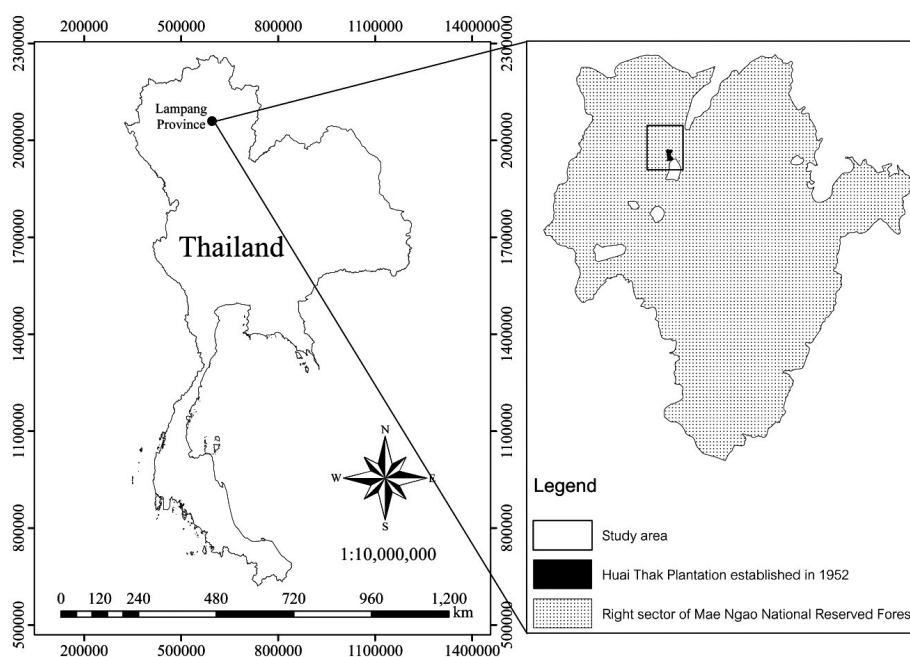 200000 500000 800000 1100000 1400000
2300000
2000000
1700000
1400000
1100000
800000
500000
Lampang
Province
Thailand
N
W E
S
1:10,000,000
0 120 240 480 720 960 1,200
km
2300000
2000000
1700000
1400000
1100000
800000
500000
200000 500000 800000 1100000 1400000
Legend
Study area
Huai Thak Plantation established in 1952
Right sector of Mae Ngao National Reserved Fores